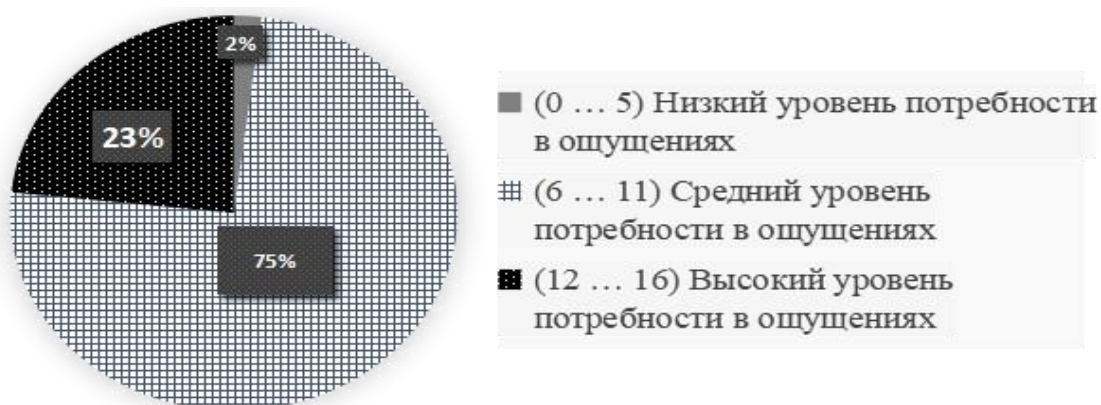 2%
23%
75%
(0 … 5) Низкий уровень потребности
в ощущениях
(6 … 11) Средний уровень
потребности в ощущениях
(12 … 16) Высокий уровень
потребности в ощущениях